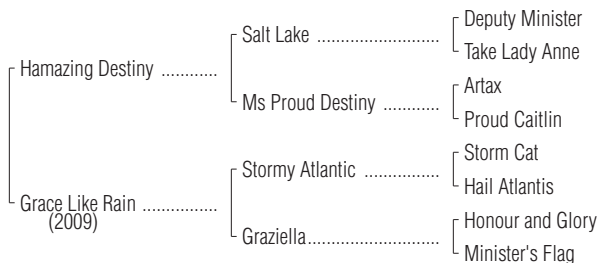 Deputy Minister
Salt Lake ........................
Take Lady Anne
Hamazing Destiny ...........
Artax
Ms Proud Destiny ............
Proud Caitlin
Storm Cat
Stormy Atlantic ...............
Hail Atlantis
Grace Like Rain ...............
(2009)
Honour and Glory
Graziella..........................
Minister's Flag